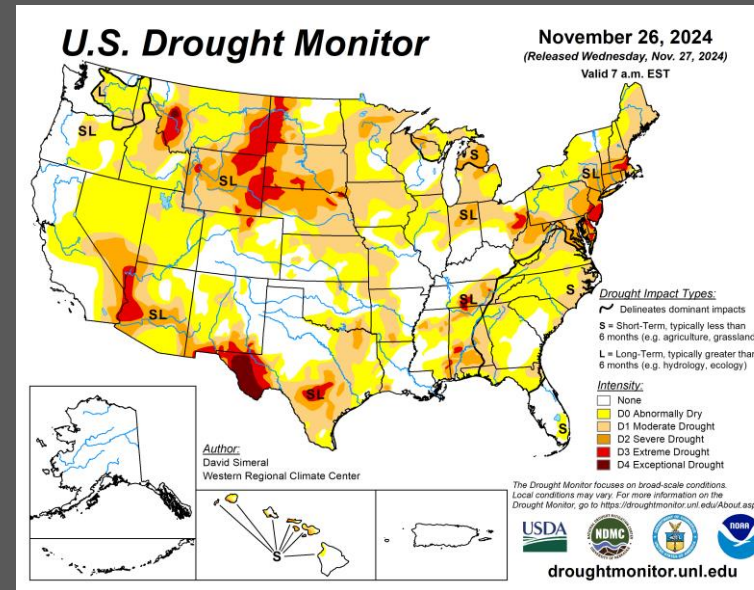 U.S. Drought Monitor
November 26, 2024
(Released Wednesday, Nov. 27, 2024)
Valid 7 a.m. EST
L
SL
SL
S
SL
SL
SL
S
SL
SL
S
S
Drought Impact Types:
Delineates dominant impacts
S = Short-Term, typically less than
6 months (e.g. agriculture, grassland
L = Long-Term, typically greater than
6 months (e.g. hydrology, ecology)
Intensity:
None
D0 Abnormally Dry
D1 Moderate Drought
D2 Severe Drought
D3 Extreme Drought
D4 Exceptional Drought
Author:
David Simeral
Western Regional Climate Center
S
The Drought Monitor focuses on broad-scale conditions.
Local conditions may vary. For more information on the
Drought Monitor, go to https://droughtmonitor.unl.edu/About.asp
USDA
NDMC
NOAA
droughtmonitor.unl.edu